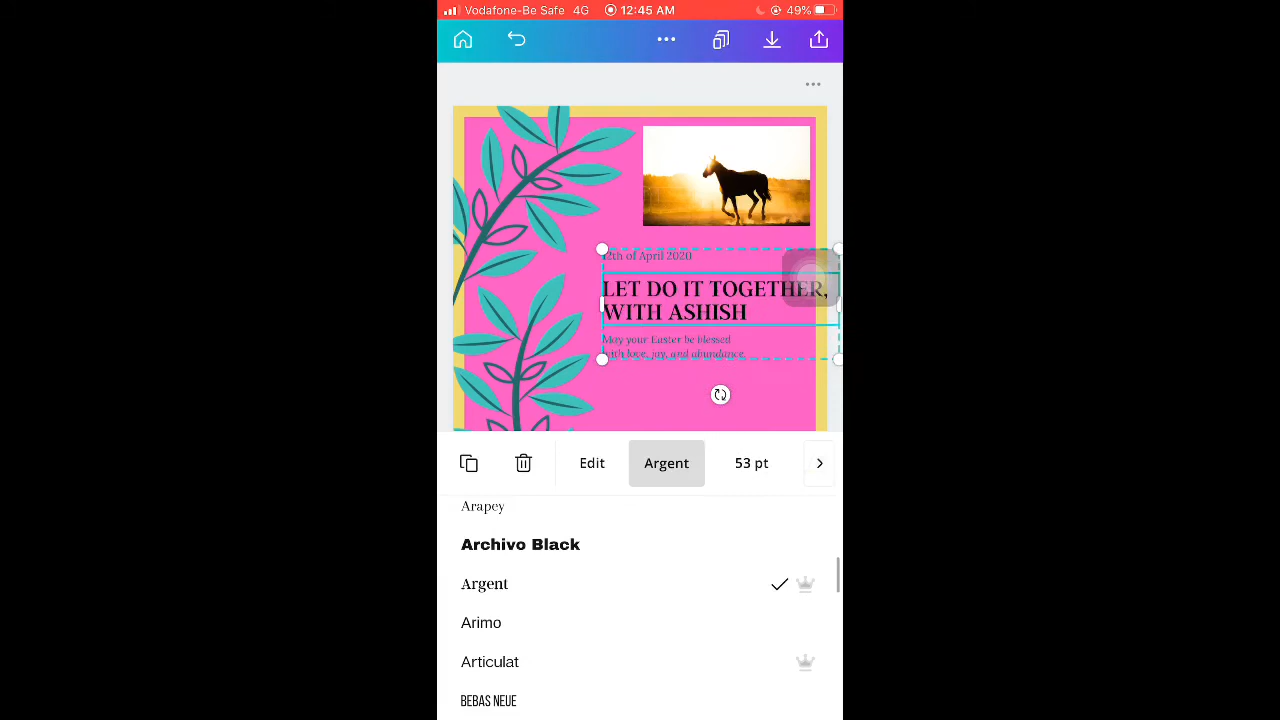 Vodafone-Be Safe 4G 12:45 AM 49%
12th of April 2020
LET DO IT TOGETHER,
WITH ASHISH
May your Easter be blessed
with love, joy, and abundance.
Edit Argent 53 pt
Arapey
Archivo Black
Argent
Arimo
Articulat
BEBAS NEUE